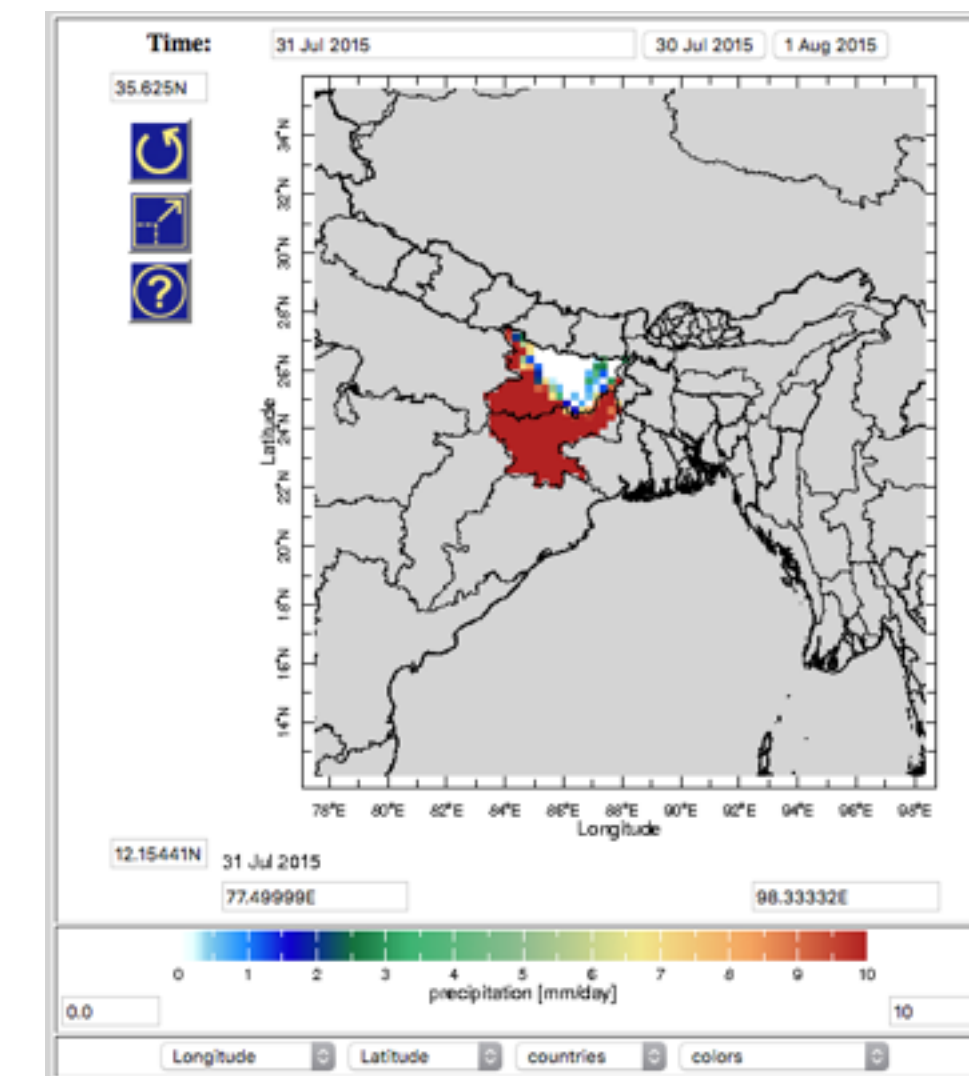 Time: 31 Jul 2015 30 Jul 2015 1 Aug 2015
35.625N
?
34°N
32°N
30°N
28°N
26°N
24°N
22°N
20°N
18°N
16°N
14°N
Latitude
78°E 80°E 82°E 84°E 86°E 88°E 90°E 92°E 94°E 96°E 98°E
Longitude
12.15441N 31 Jul 2015
77.49999E 98.33332E
0 1 2 3 4 5 6 7 8 9 10
precipitation [mm/day]
0.0 10
Longitude Latitude countries colors